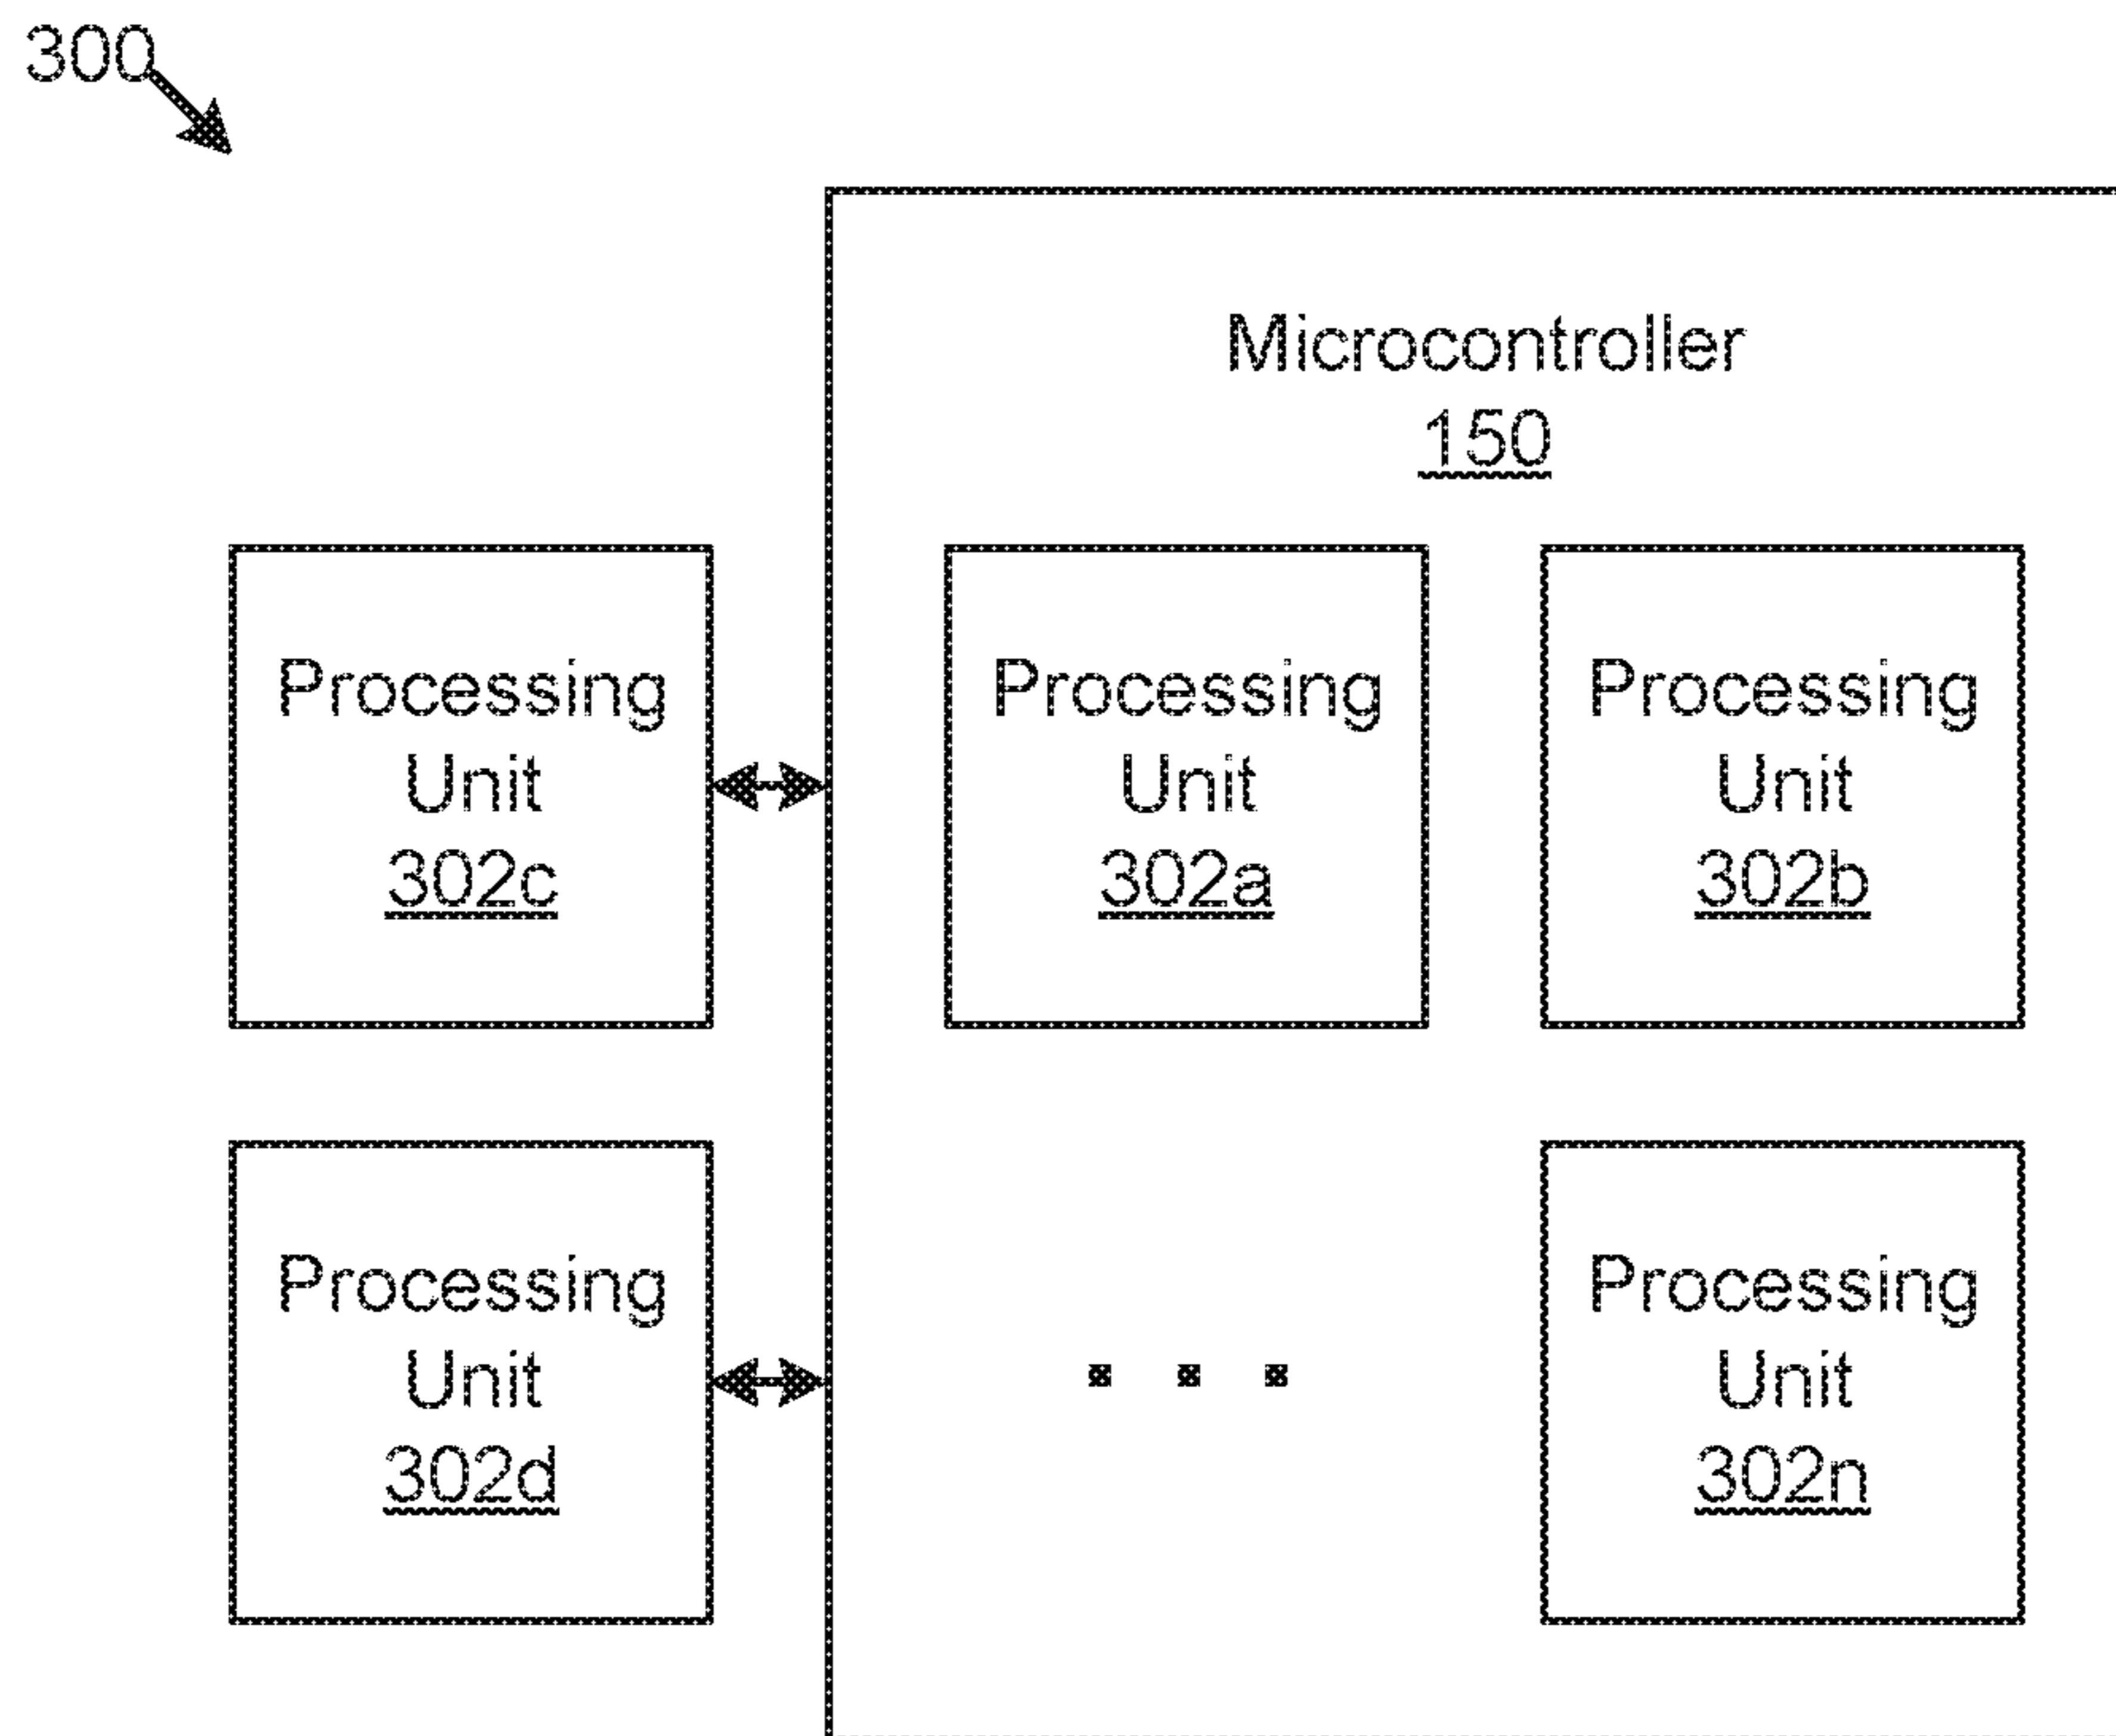 300
Microcontroller
150
Processing
Unit
302c
Processing
Unit
302a
Processing
Unit
302b
Processing
Unit
302d
. . .
Processing
Unit
302n